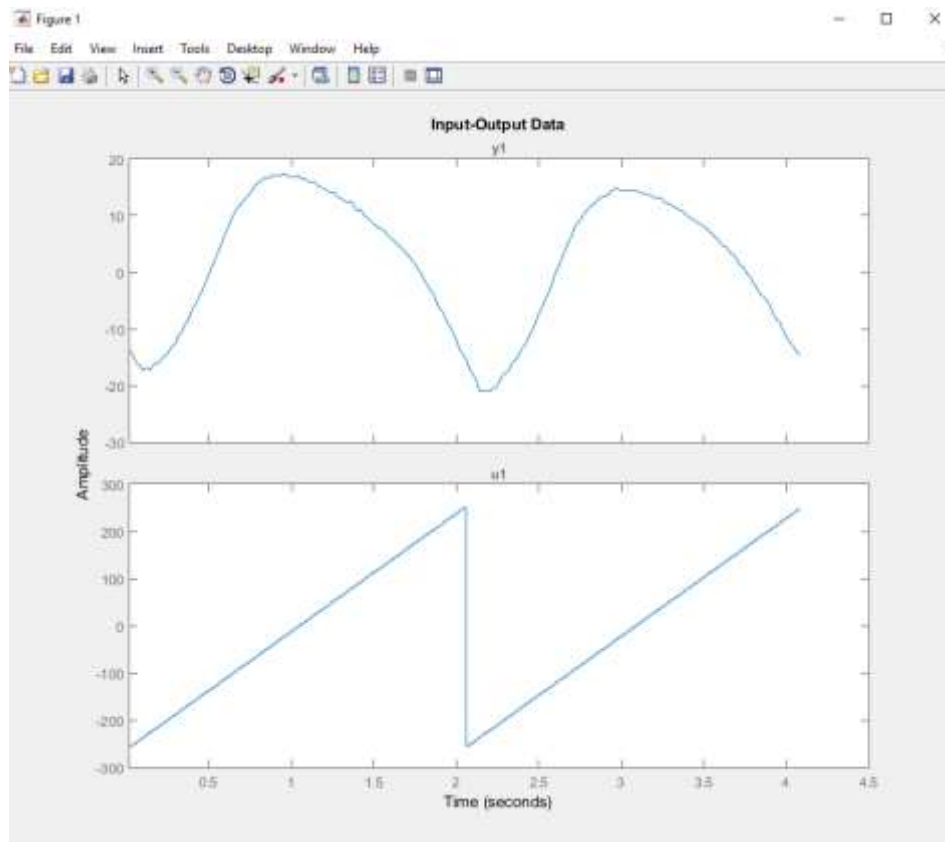 Figure 1
File Edit View Insert Tools Desktop Window Help
Input-Output Data
y1
20
10
0
-10
-20
-30
Amplitude
u1
300
200
100
0
-100
-200
-300
0.5 1 1.5 2 2.5 3 3.5 4 4.5
Time (seconds)